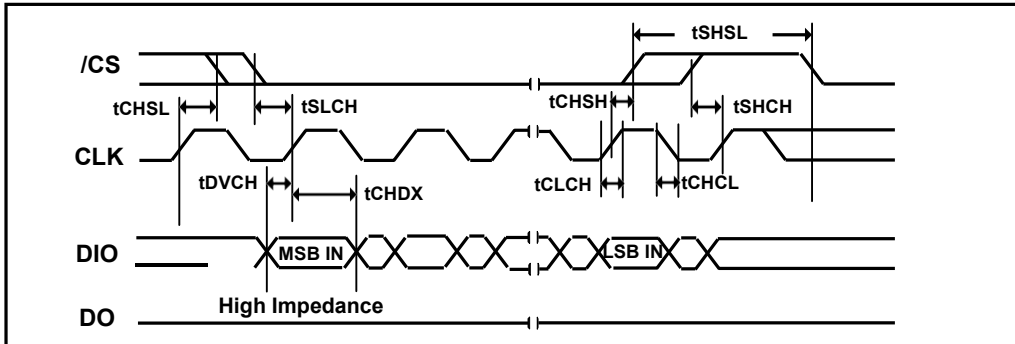 tSHSL
/CS
tCHSL
tSLCH
tCHSH
tSHCH
CLK
tDVCH
tCHDX
tCLCH
tCHCL
DIO
MSB IN
LSB IN
High Impedance
DO